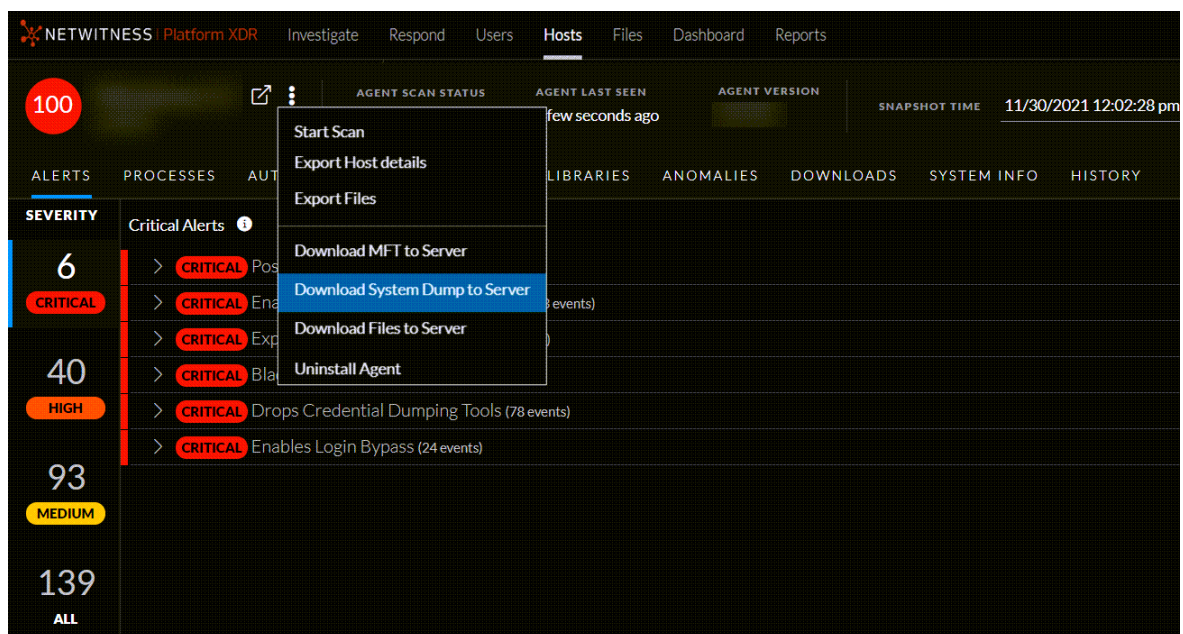 NETWITNESS Platform XDR Investigate Respond Users Hosts Files Dashboard Reports
100
AGENT SCAN STATUS AGENT LAST SEEN AGENT VERSION
few seconds ago
SNAPSHOT TIME 11/30/2021 12:02:28 pm
Start Scan
Export Host details
Export Files
Download MFT to Server
Download System Dump to Server
Download Files to Server
Uninstall Agent
ALERTS PROCESSES AUT LIBRARIES ANOMALIES DOWNLOADS SYSTEM INFO HISTORY
SEVERITY
6
CRITICAL
40
HIGH
93
MEDIUM
139
ALL
Critical Alerts
CRITICAL Pos
CRITICAL Ena events)
CRITICAL Exp )
CRITICAL Bla
CRITICAL Drops Credential Dumping Tools (78 events)
CRITICAL Enables Login Bypass (24 events)